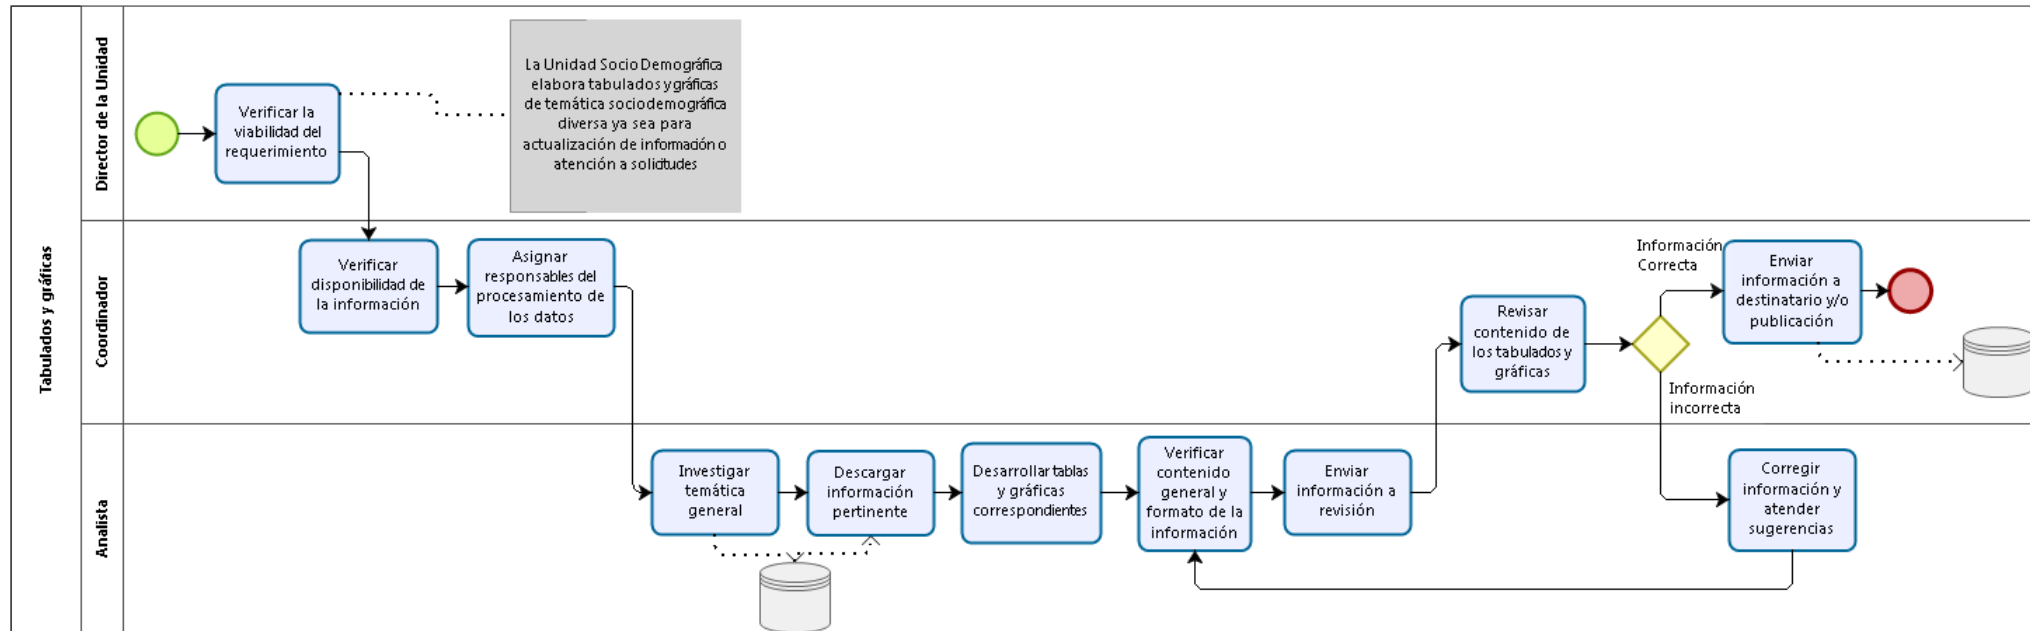 Tabulados y gráficas
Director de la Unidad
Verificar la
viabilidad del
requerimiento
La Unidad Socio Demográfica
elabora tabulados y gráficas
de temática sociodemográfica
diversa ya sea para
actualización de información o
atención a solicitudes
Coordinador
Verificar
disponibilidad de
la información
Asignar
responsables del
procesamiento de
los datos
Revisar
contenido de
los tabulados y
gráficas
Información
Correcta
Enviar
información a
destinatario y/o
publicación
Información
incorrecta
Analista
Investigar
temática
general
Descargar
información
pertinente
Desarrollar tablas
y gráficas
correspondientes
Verificar
contenido
general y
formato de la
información
Enviar
información a
revisión
Corregir
información y
atender
sugerencias